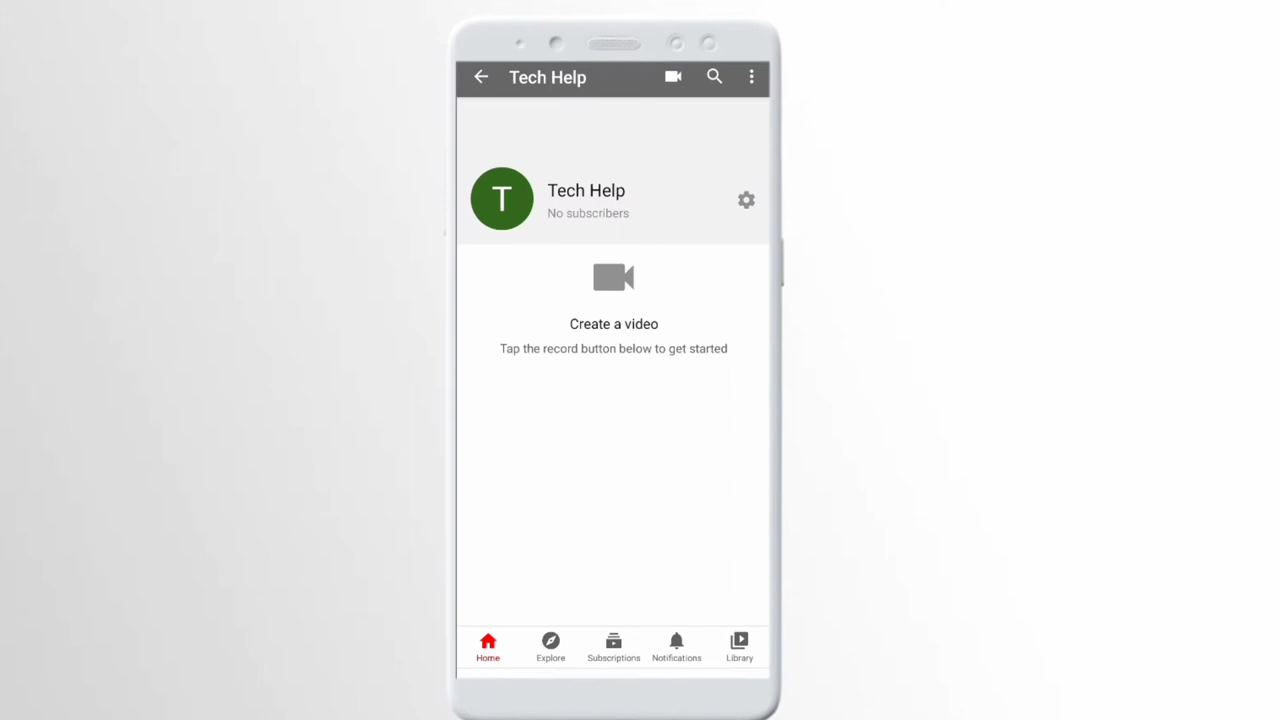 Tech Help
T
Tech Help
No subscribers
Create a video
Tap the record button below to get started
Home
Explore
Subscriptions
Notifications
Library